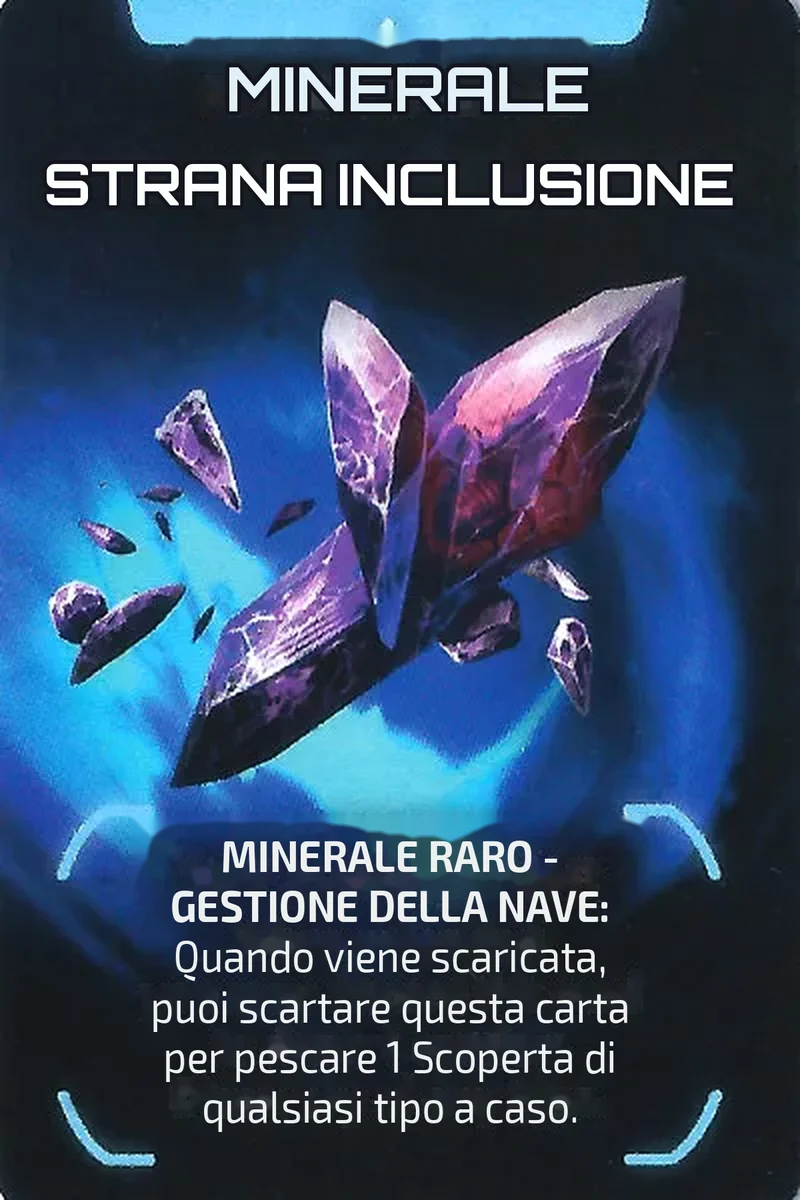 MINERALE
STRANA INCLUSIONE
MINERALE RARO -
GESTIONE DELLA NAVE:
Quando viene scaricata,
puoi scartare questa carta
per pescare 1 Scoperta di
qualsiasi tipo a caso.